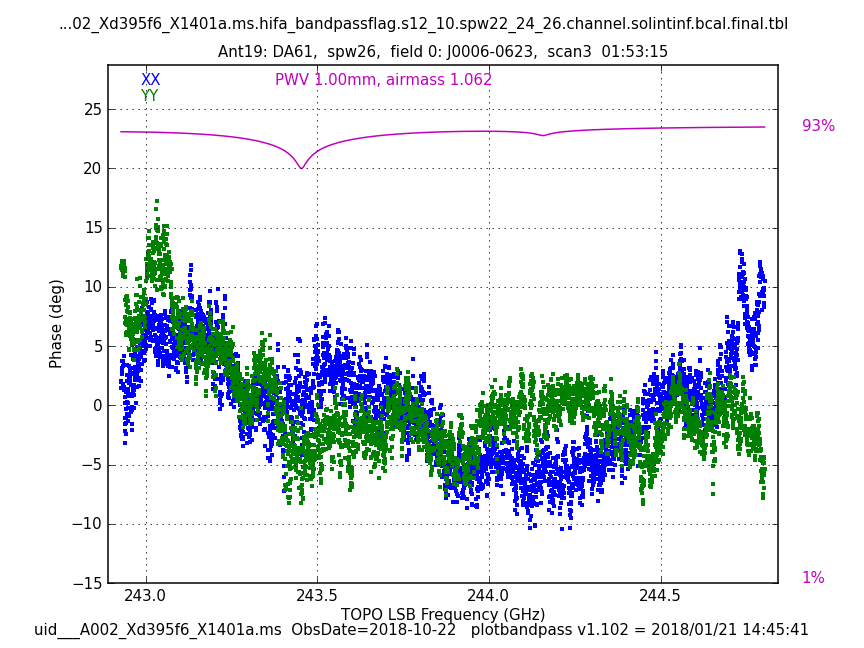 ...02_Xd395f6_X1401a.ms.hifa_bandpassflag.s12_10.spw22_24_26.channel.solintinf.bcal.final.tbl
Ant19: DA61,  spw26,  field 0: J0006-0623,  scan3  01:53:15
XX
PWV 1.00mm, airmass 1.062
YY
93%
1%
25
20
15
10
5
0
−5
−10
−15
Phase (deg)
243.0
243.5
244.0
244.5
TOPO LSB Frequency (GHz)
uid___A002_Xd395f6_X1401a.ms  ObsDate=2018-10-22   plotbandpass v1.102 = 2018/01/21 14:45:41